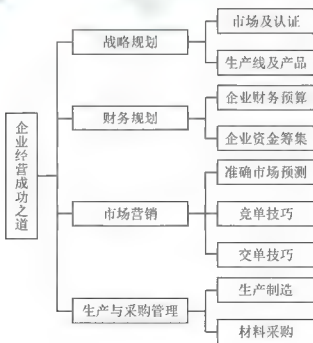 企业经营成功之道
战略规划
市场及认证
生产线及产品
财务规划
企业财务预算
企业资金筹集
市场营销
准确市场预测
竞单技巧
交单技巧
生产与采购管理
生产制造
材料采购